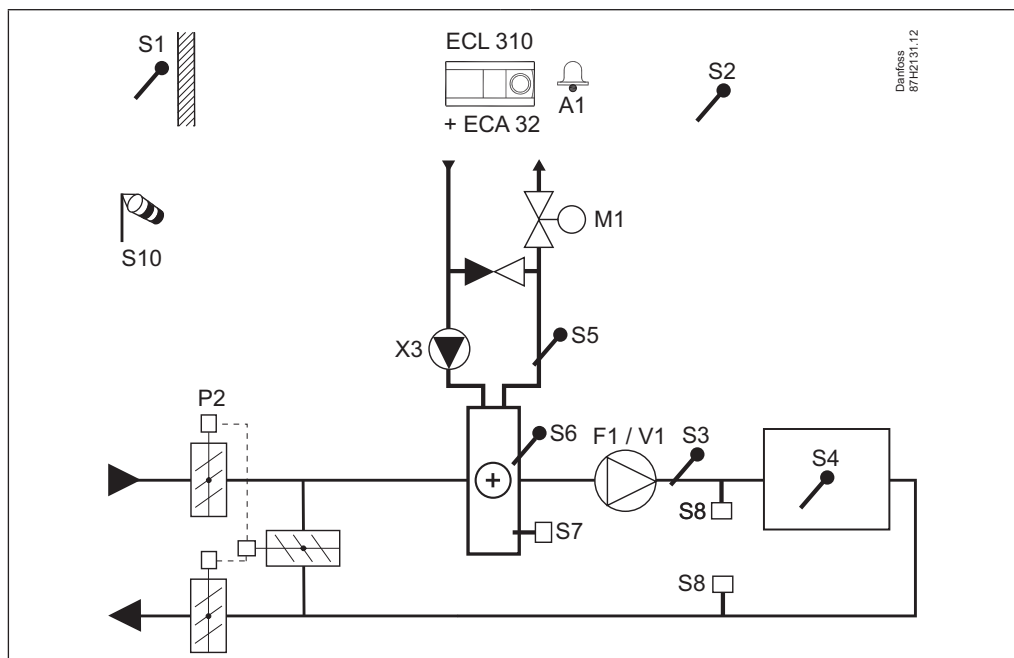 S1
ECL 310
A1
+ ECA 32
S2
Danfoss
87H2131.12
S10
M1
X3
S5
P2
S6
F1 / V1
S3
S4
+
S8
S7
S8